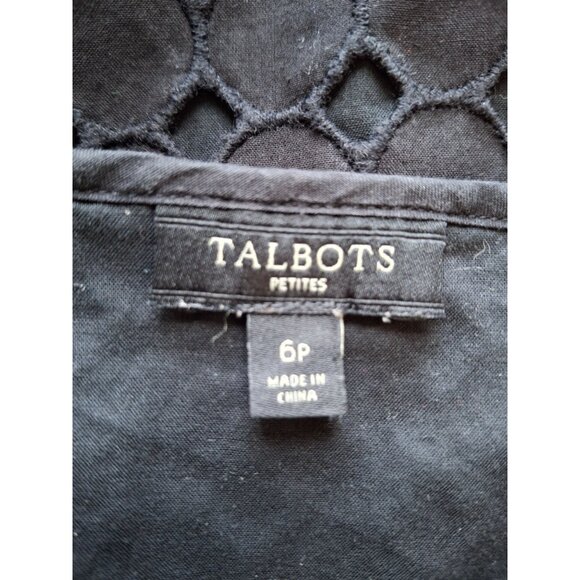 TALBOTS
PETITES
6P
MADE IN
CHINA